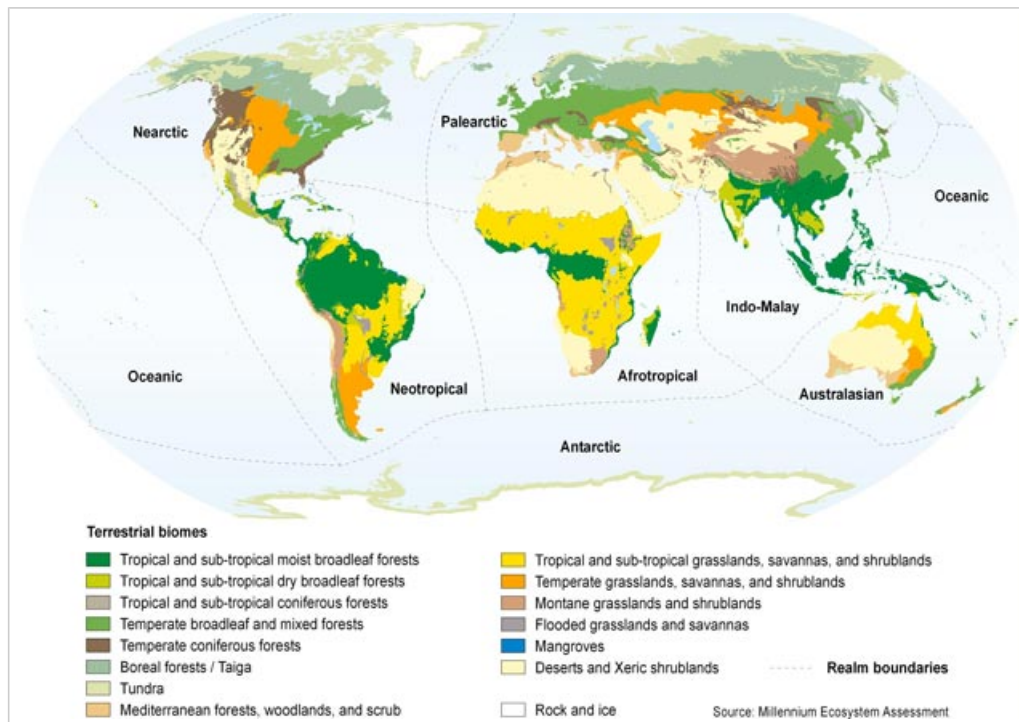 Nearctic
Palearctic
Oceanic
Indo-Malay
Oceanic
Neotropical
Afrotropical
Australasian
Antarctic
Terrestrial biomes
Tropical and sub-tropical moist broadleaf forests
Tropical and sub-tropical dry broadleaf forests
Tropical and sub-tropical coniferous forests
Temperate broadleaf and mixed forests
Temperate coniferous forests
Boreal forests / Taiga
Tundra
Mediterranean forests, woodlands, and scrub
Tropical and sub-tropical grasslands, savannas, and shrublands
Temperate grasslands, savannas, and shrublands
Montane grasslands and shrublands
Flooded grasslands and savannas
Mangroves
Deserts and Xeric shrublands
Rock and ice
Realm boundaries
Source: Millennium Ecosystem Assessment